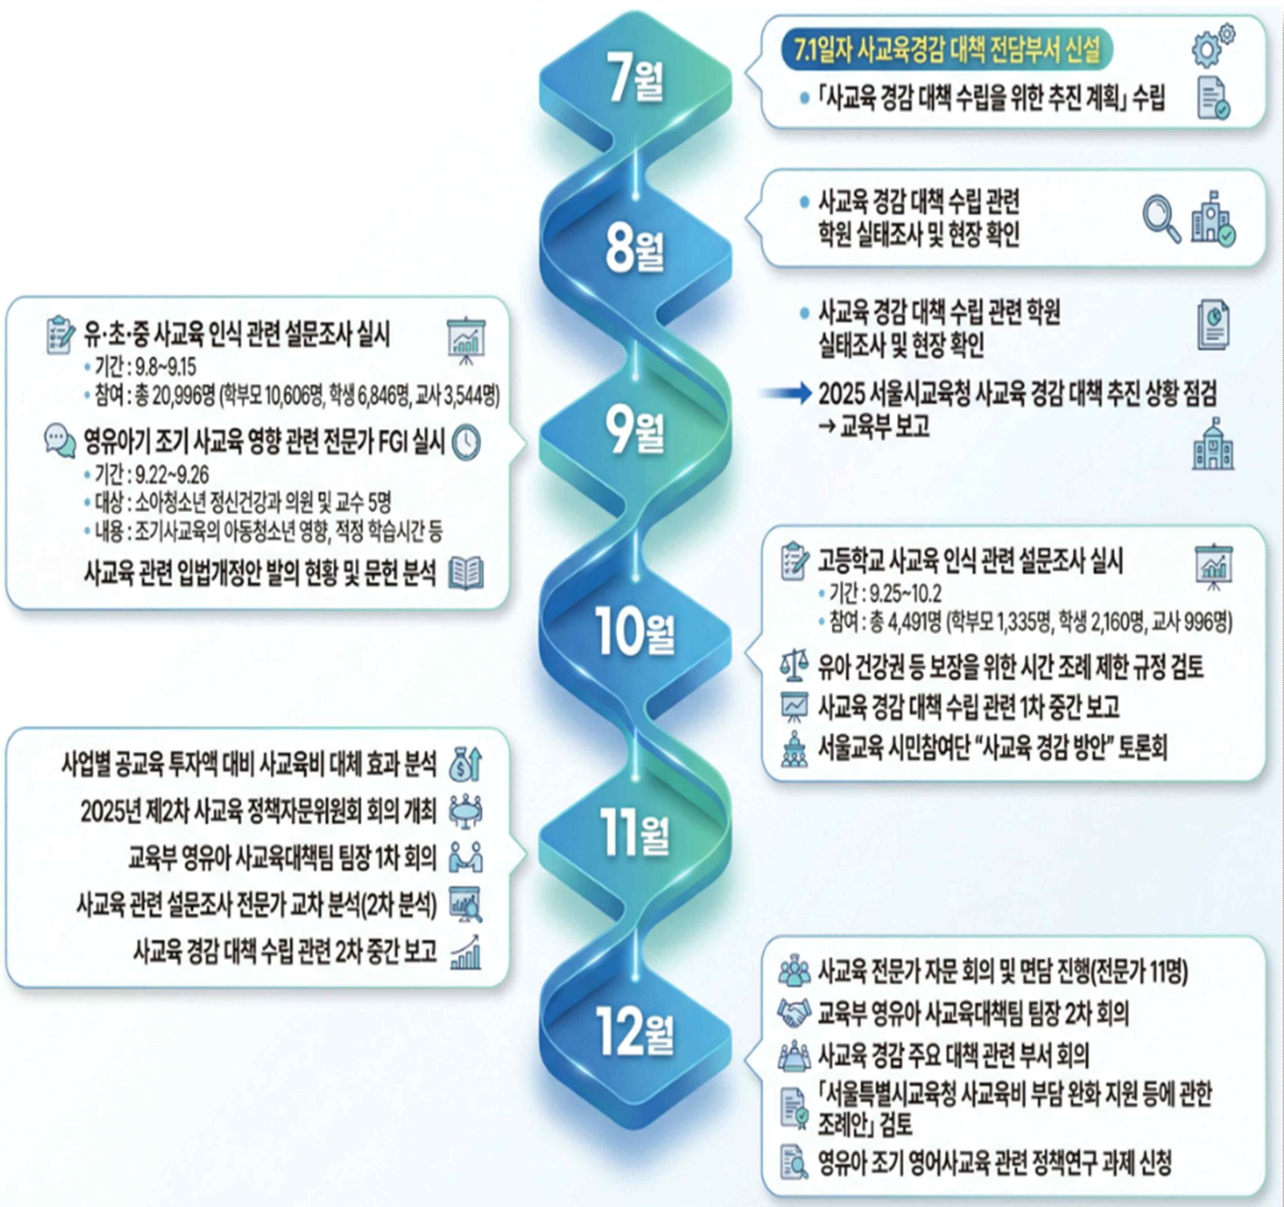 7월
7.1일자 사교육경감 대책 전담부서 신설
• 「사교육 경감 대책 수립을 위한 추진 계획」 수립
8월
• 사교육 경감 대책 수립 관련
학원 실태조사 및 현장 확인
• 사교육 경감 대책 수립 관련 학원
실태조사 및 현장 확인
2025 서울시교육청 사교육 경감 대책 추진 상황 점검
→ 교육부 보고
9월
유·초·중 사교육 인식 관련 설문조사 실시
• 기간 : 9.8~9.15
• 참여 : 총 20,996명 (학부모 10,606명, 학생 6,846명, 교사 3,544명)
영유아기 조기 사교육 영향 관련 전문가 FGI 실시
• 기간 : 9.22~9.26
• 대상 : 소아청소년 정신건강과 의원 및 교수 5명
• 내용 : 조기사교육의 아동청소년 영향, 적정 학습시간 등
사교육 관련 입법개정안 발의 현황 및 문헌 분석
10월
고등학교 사교육 인식 관련 설문조사 실시
• 기간 : 9.25~10.2
• 참여 : 총 4,491명 (학부모 1,335명, 학생 2,160명, 교사 996명)
유아 건강권 등 보장을 위한 시간 조례 제한 규정 검토
사교육 경감 대책 수립 관련 1차 중간 보고
서울교육 시민참여단 “사교육 경감 방안” 토론회
11월
사업별 공교육 투자액 대비 사교육비 대체 효과 분석
2025년 제2차 사교육 정책자문위원회 회의 개최
교육부 영유아 사교육대책팀 팀장 1차 회의
사교육 관련 설문조사 전문가 교차 분석(2차 분석)
사교육 경감 대책 수립 관련 2차 중간 보고
12월
사교육 전문가 자문 회의 및 면담 진행(전문가 11명)
교육부 영유아 사교육대책팀 팀장 2차 회의
사교육 경감 주요 대책 관련 부서 회의
「서울특별시교육청 사교육비 부담 완화 지원 등에 관한
조례안」 검토
영유아 조기 영어사교육 관련 정책연구 과제 신청